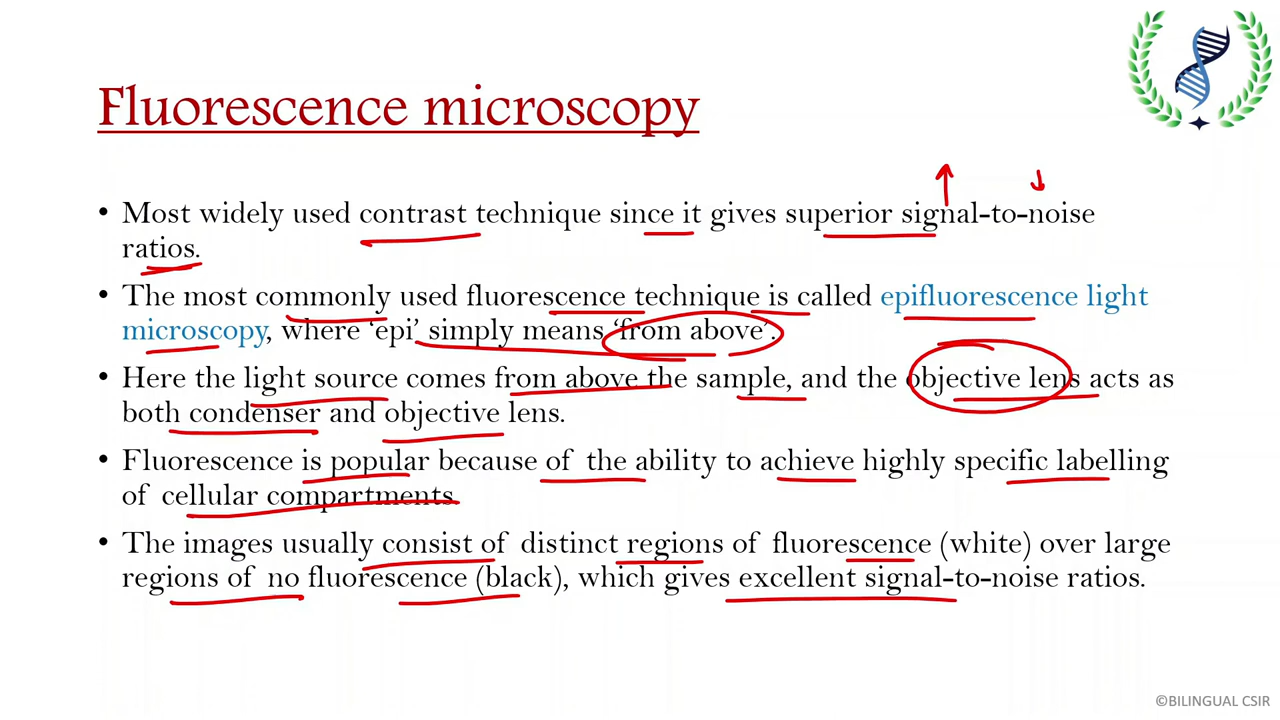 Fluorescence microscopy
• Most widely used contrast technique since it gives superior signal-to-noise
ratios.
• The most commonly used fluorescence technique is called epifluorescence light
microscopy, where ‘epi’ simply means ‘from above’.
• Here the light source comes from above the sample, and the objective lens acts as
both condenser and objective lens.
• Fluorescence is popular because of the ability to achieve highly specific labelling
of cellular compartments.
• The images usually consist of distinct regions of fluorescence (white) over large
regions of no fluorescence (black), which gives excellent signal-to-noise ratios.
©BILINGUAL CSIR